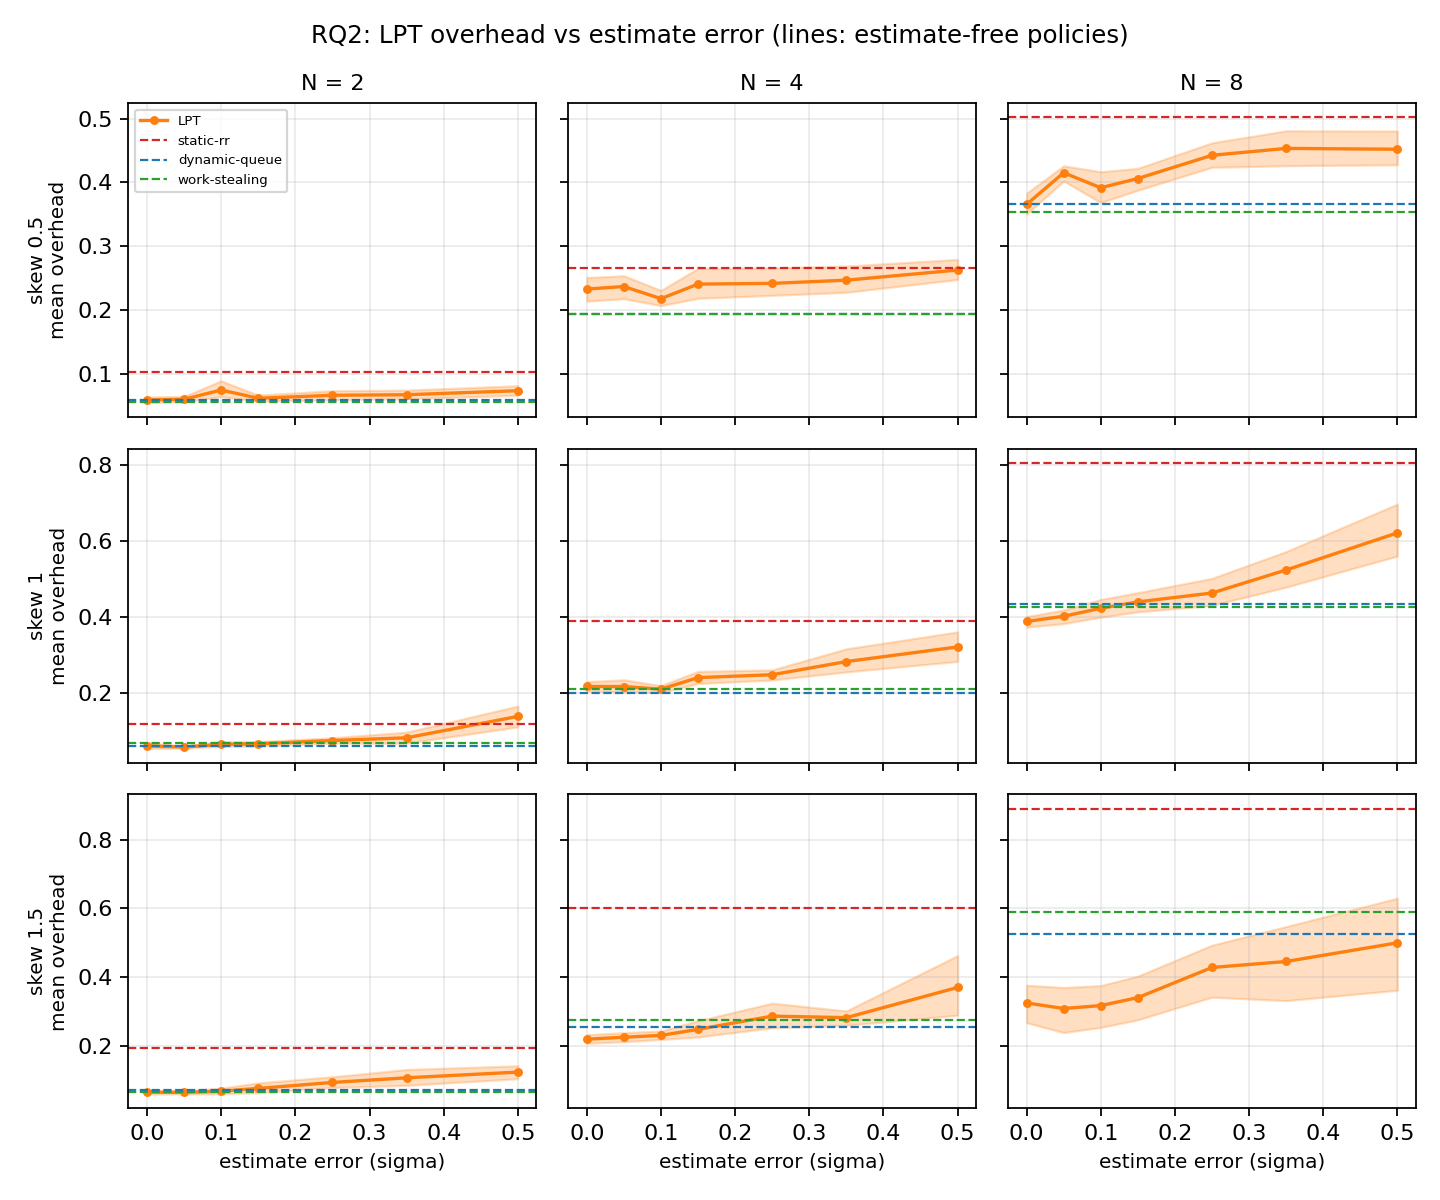 RQ2: LPT overhead vs estimate error (lines: estimate-free policies)
N = 2
N = 4
N = 8
LPT
static-rr
dynamic-queue
work-stealing
0.5
0.4
0.3
0.2
0.1
skew 0.5
mean overhead
0.8
0.6
0.4
0.2
skew 1
mean overhead
0.8
0.6
0.4
0.2
skew 1.5
mean overhead
0.0 0.1 0.2 0.3 0.4 0.5
0.0 0.1 0.2 0.3 0.4 0.5
0.0 0.1 0.2 0.3 0.4 0.5
estimate error (sigma)
estimate error (sigma)
estimate error (sigma)